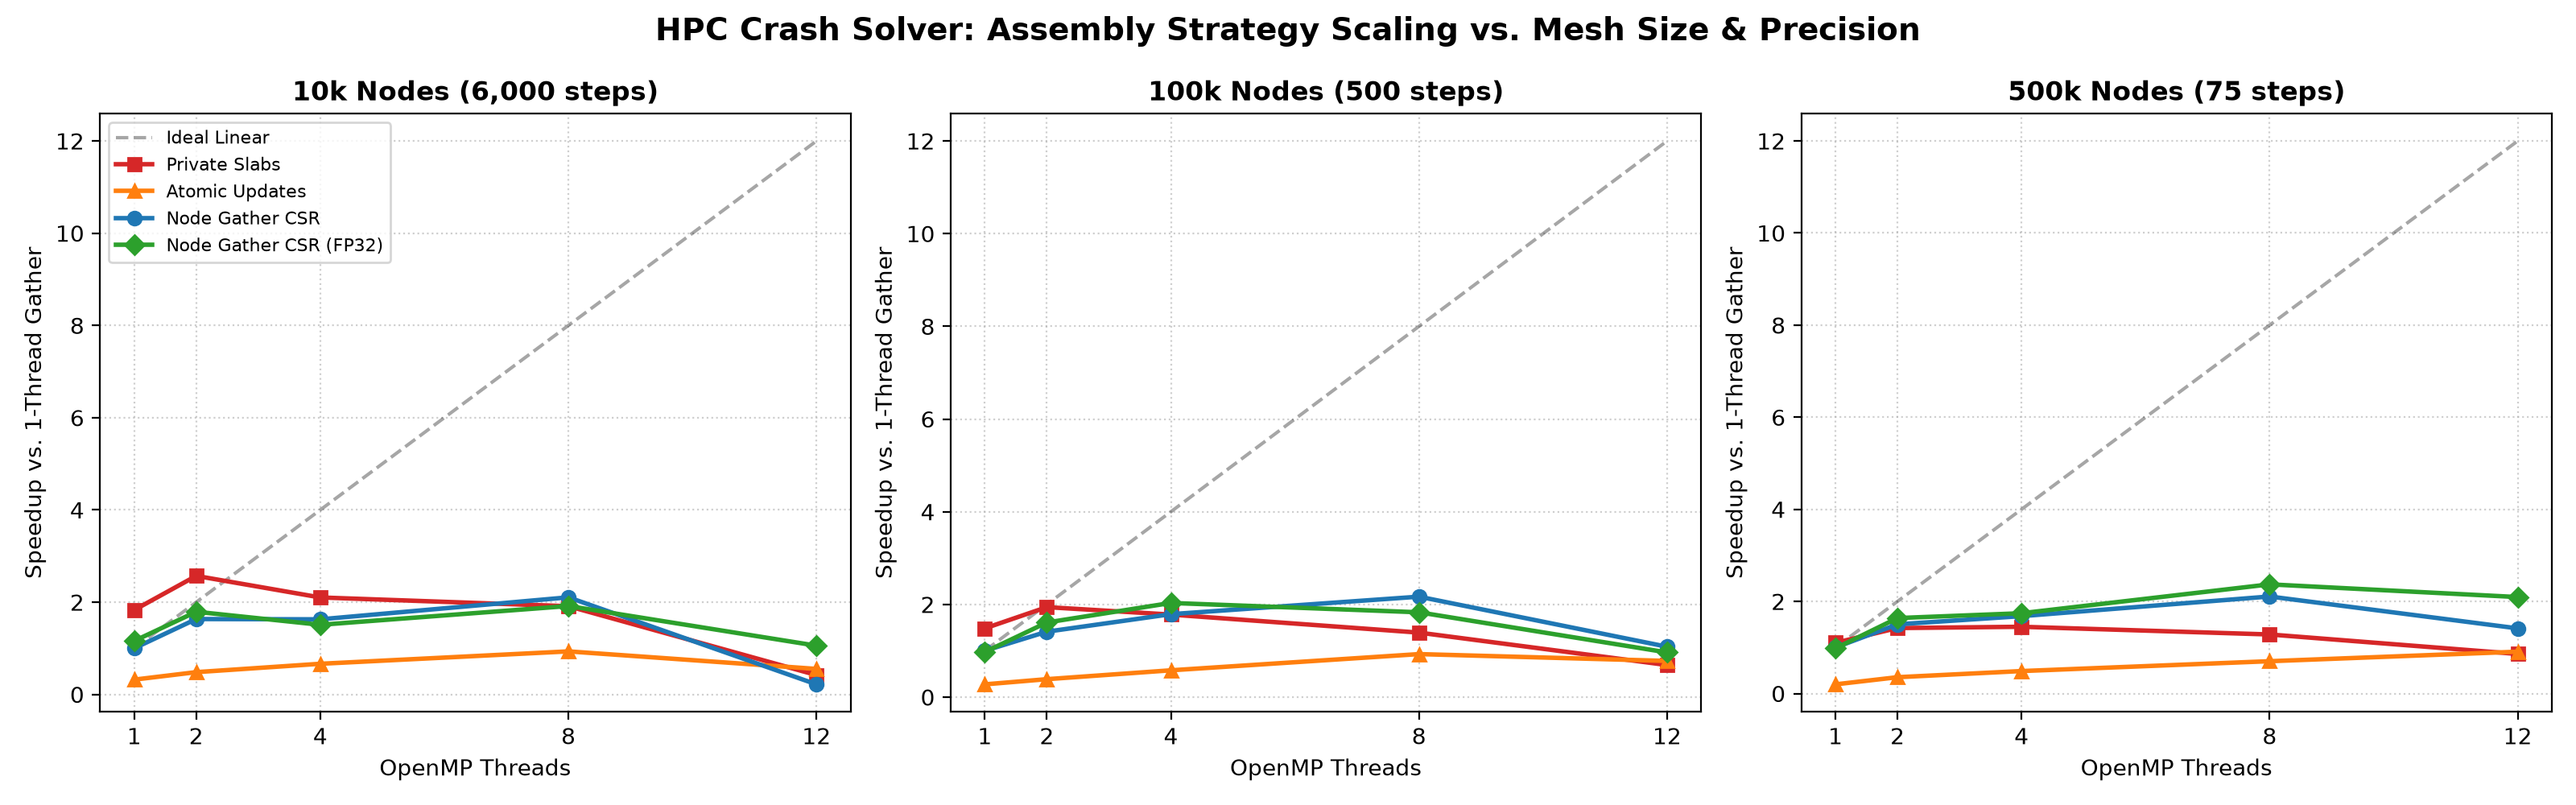 HPC Crash Solver: Assembly Strategy Scaling vs. Mesh Size & Precision
10k Nodes (6,000 steps)
Speedup vs. 1-Thread Gather
12
10
8
6
4
2
0
Ideal Linear
Private Slabs
Atomic Updates
Node Gather CSR
Node Gather CSR (FP32)
1 2 4 8 12
OpenMP Threads
100k Nodes (500 steps)
Speedup vs. 1-Thread Gather
12
10
8
6
4
2
0
1 2 4 8 12
OpenMP Threads
500k Nodes (75 steps)
Speedup vs. 1-Thread Gather
12
10
8
6
4
2
0
1 2 4 8 12
OpenMP Threads